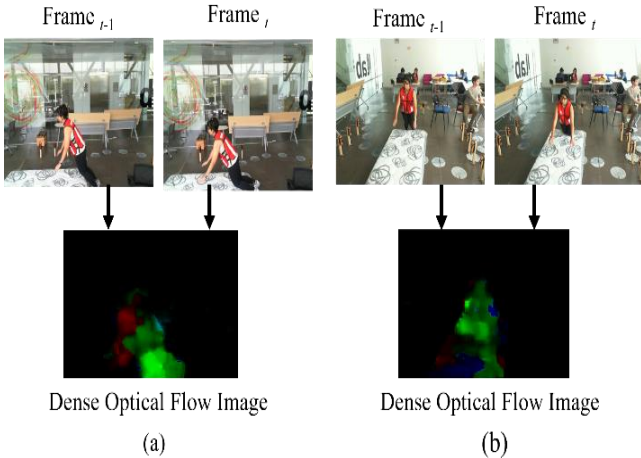 Frame t-1
Frame t
Frame t-1
Frame t
Dense Optical Flow Image
Dense Optical Flow Image
(a)
(b)